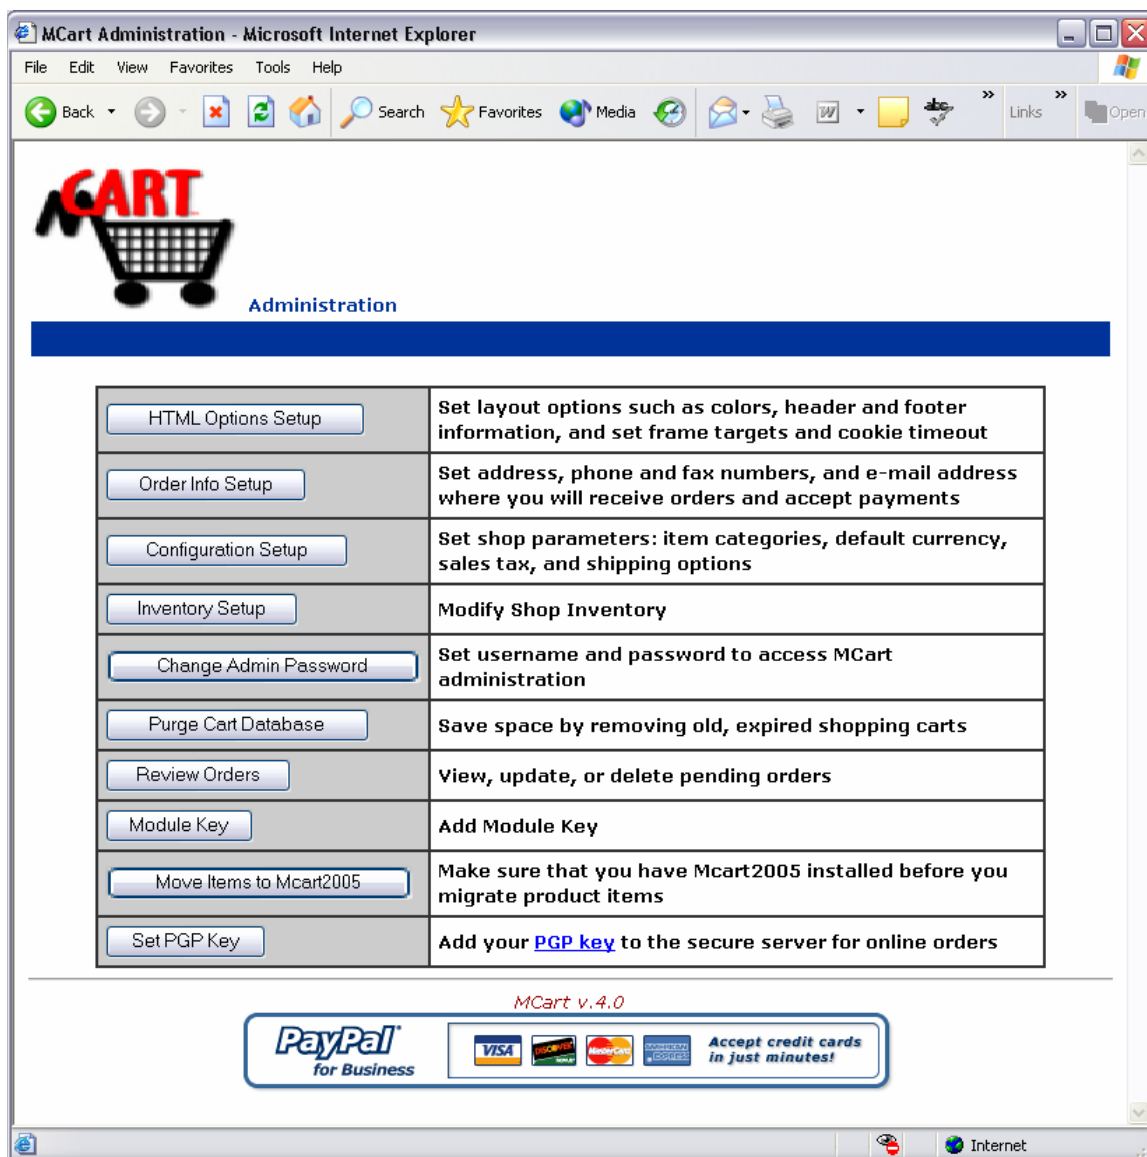 MCart Administration - Microsoft Internet Explorer
File Edit View Favorites Tools Help
Back Search Favorites Media W abc » Links » Open
MCART
Administration
HTML Options Setup
Set layout options such as colors, header and footer
information, and set frame targets and cookie timeout
Order Info Setup
Set address, phone and fax numbers, and e-mail address
where you will receive orders and accept payments
Configuration Setup
Set shop parameters: item categories, default currency,
sales tax, and shipping options
Inventory Setup
Modify Shop Inventory
Change Admin Password
Set username and password to access MCart
administration
Purge Cart Database
Save space by removing old, expired shopping carts
Review Orders
View, update, or delete pending orders
Module Key
Add Module Key
Move Items to Mcart2005
Make sure that you have Mcart2005 installed before you
migrate product items
Set PGP Key
Add your PGP key to the secure server for online orders
MCart v.4.0
PayPal
for Business
VISA DISCOVER MasterCard AMERICAN EXPRESS
Accept credit cards
in just minutes!
Internet